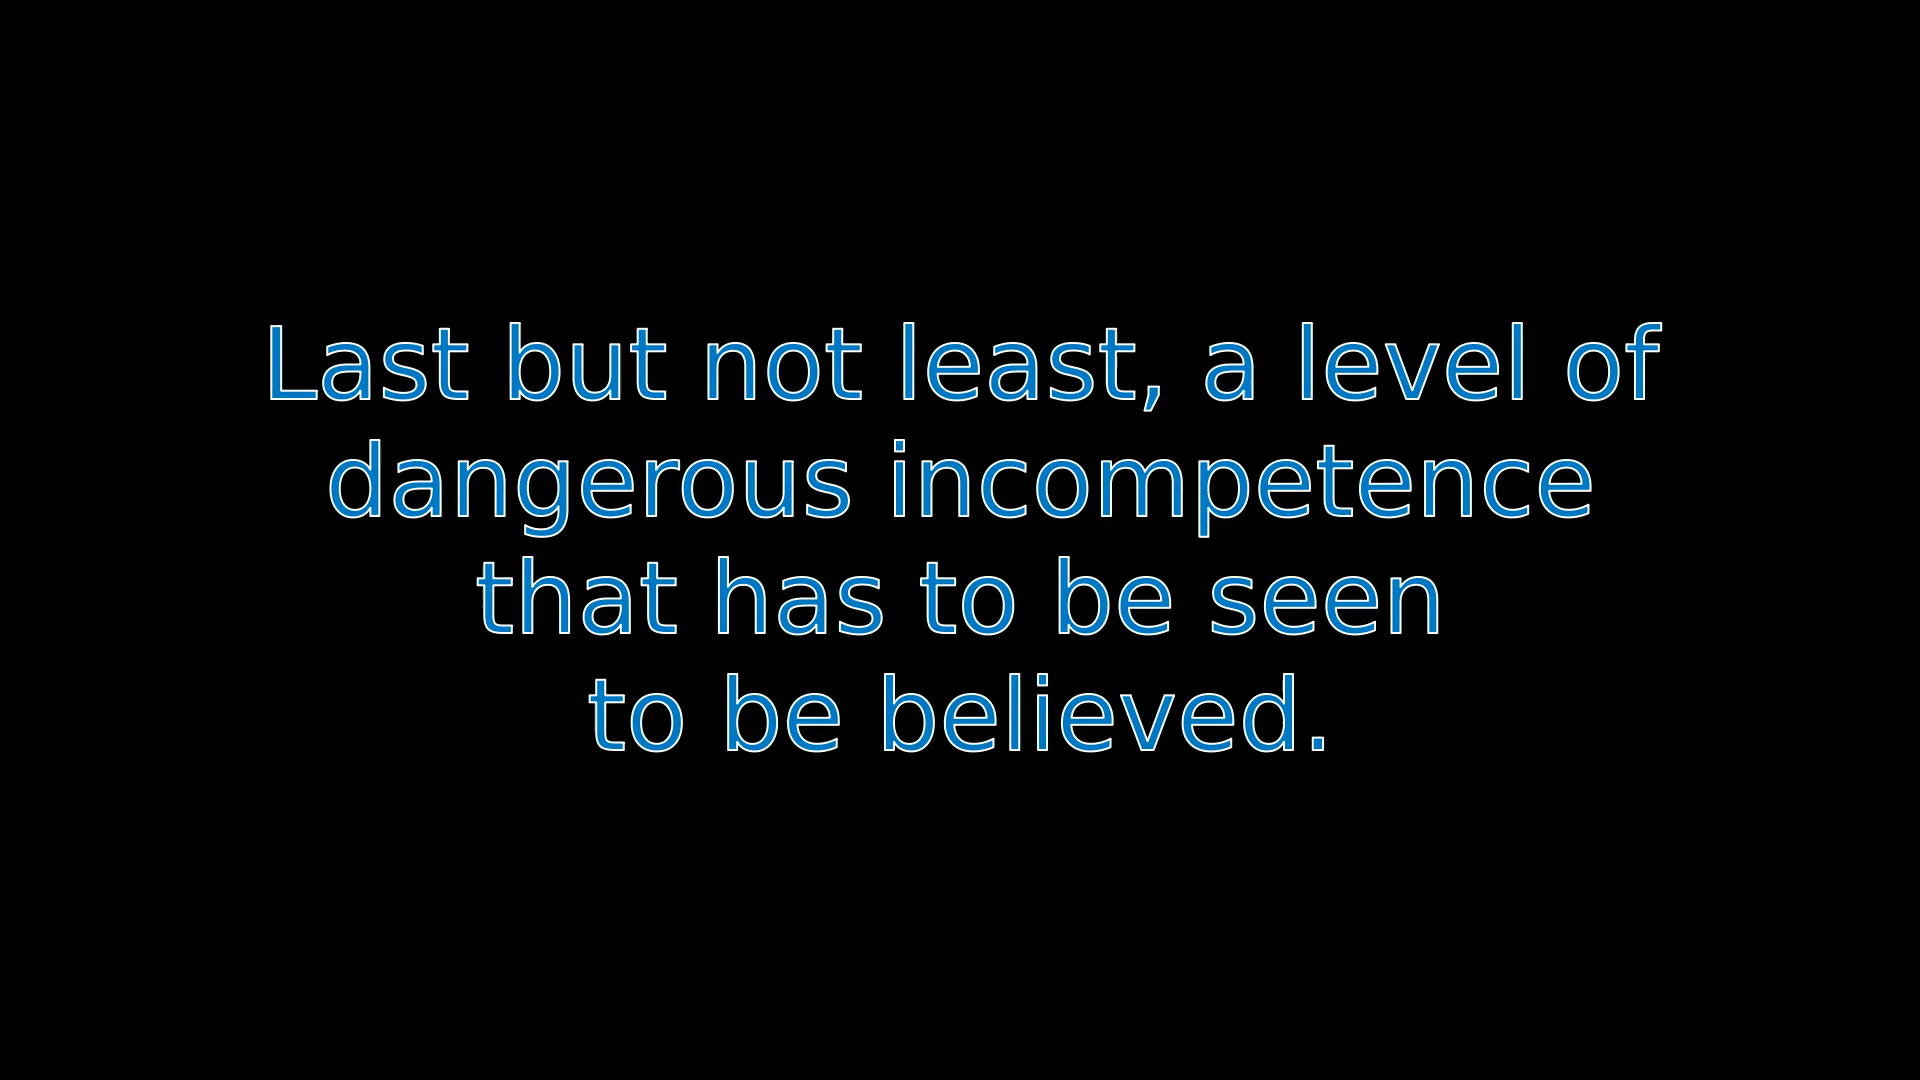 Last but not least, a level of
dangerous incompetence
that has to be seen
to be believed.